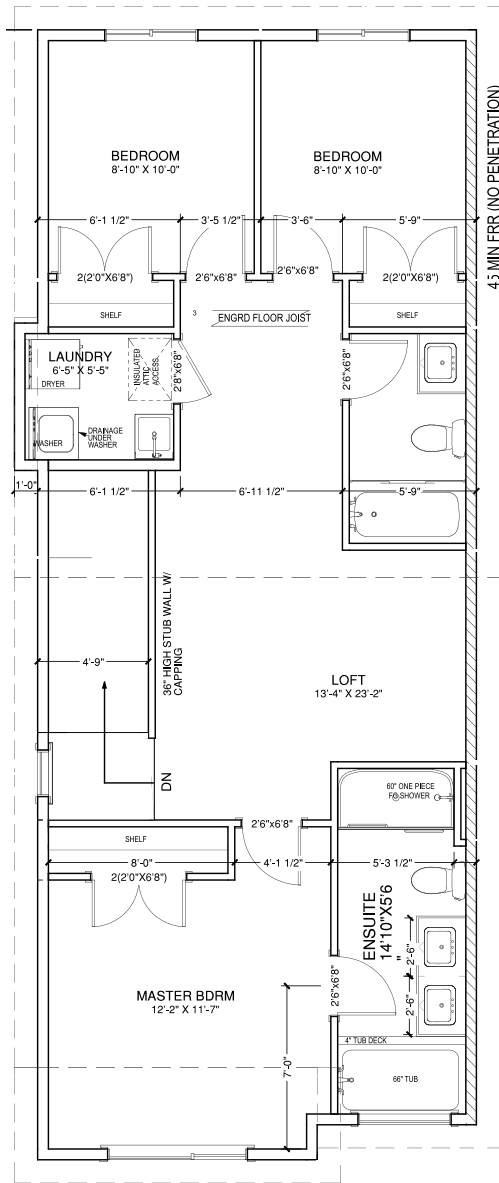 45 MIN FRR (NO PENETRATION)
BEDROOM
8'-10" X 10'-0"
BEDROOM
8'-10" X 10'-0"
6'-1 1/2"
3'-5 1/2"
3'-6"
5'-9"
2(2'0"X6'8")
2'6"x6'8"
2'6"x6'8"
2(2'0"X6'8")
SHELF
3
ENGRD FLOOR JOIST
SHELF
LAUNDRY
6'-5" X 5'-5"
DRYER
INSULATED
ATTIC
ACCESS
2'8"x6'8"
2'6"x6'8"
WASHER
DRAINAGE
UNDER
WASHER
1'-0"
6'-1 1/2"
6'-11 1/2"
5'-9"
36" HIGH STUB WALL W/
CAPPING
4'-9"
LOFT
13'-4" X 23'-2"
DN
60" ONE PIECE
FG SHOWER
2'6"x6'8"
SHELF
8'-0"
4'-1 1/2"
5'-3 1/2"
2(2'0"X6'8")
ENSUITE
14'10"X5'6
"
2'-6"
2'-6"
2'6"x6'8"
MASTER BDRM
12'-2" X 11'-7"
7'-0"
4" TUB DECK
66" TUB